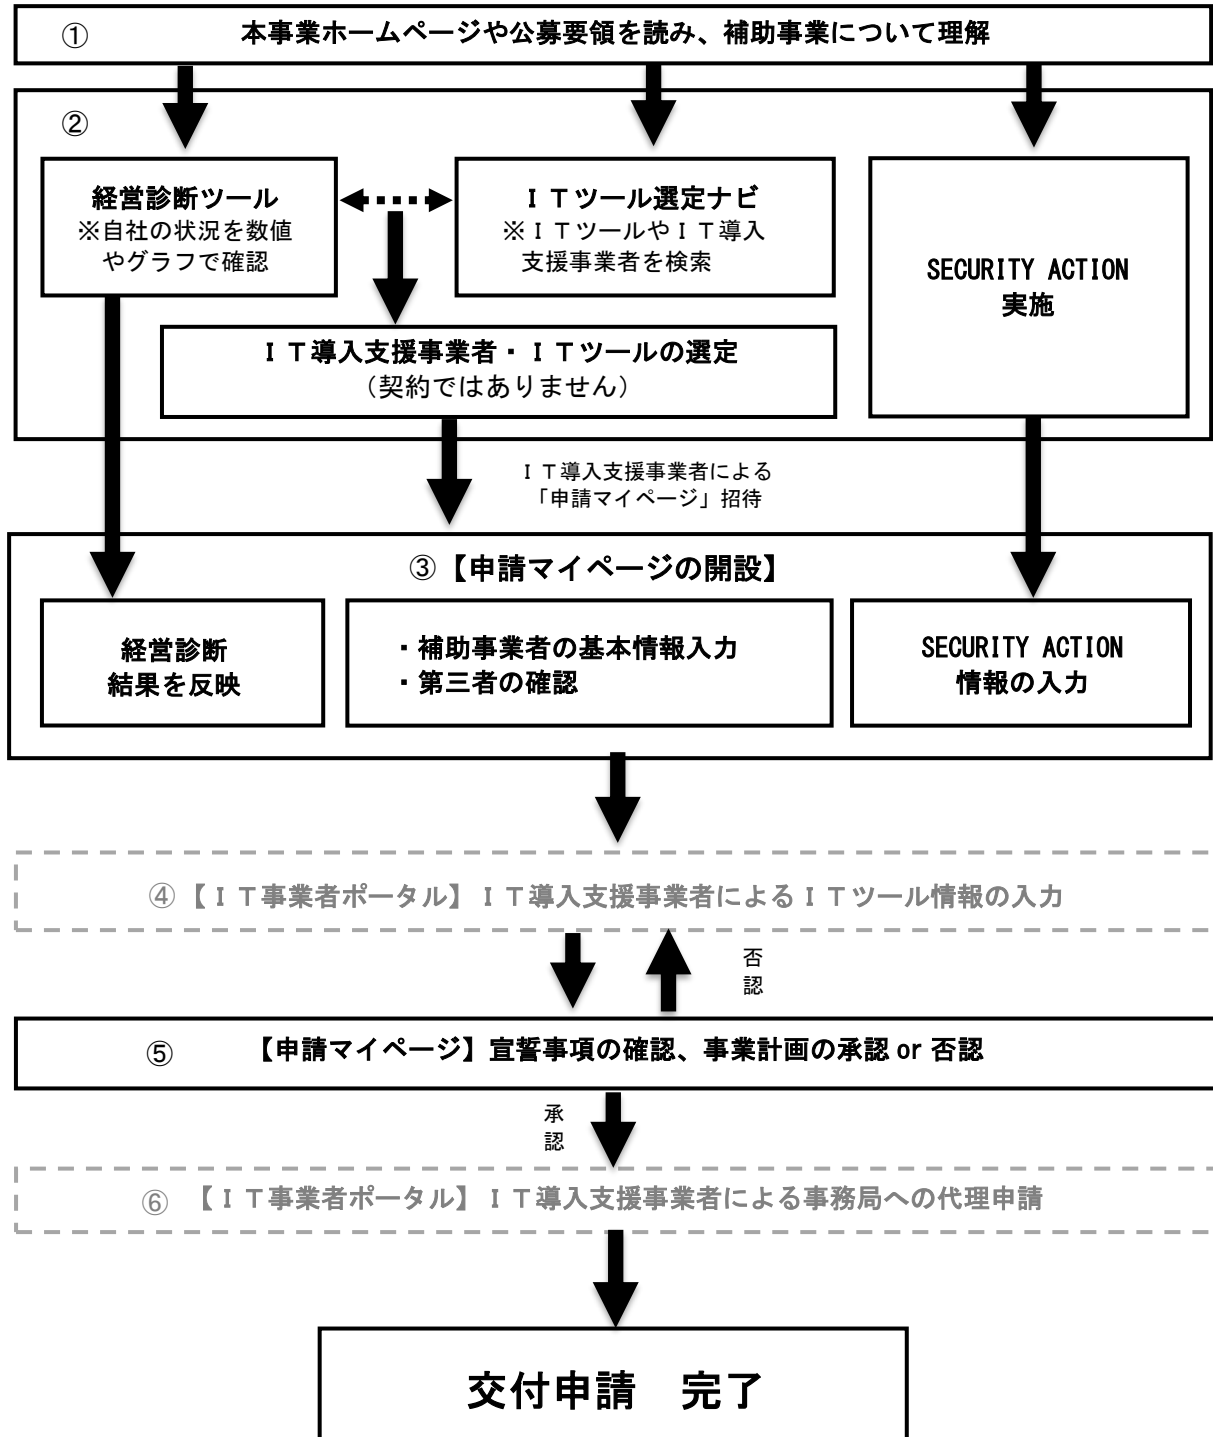 ① 本事業ホームページや公募要領を読み、補助事業について理解
②
経営診断ツール
※自社の状況を数値
やグラフで確認
ＩＴツール選定ナビ
※ＩＴツールやＩＴ導入
支援事業者を検索
SECURITY ACTION
実施
ＩＴ導入支援事業者・ＩＴツールの選定
（契約ではありません）
ＩＴ導入支援事業者による
「申請マイページ」招待
③【申請マイページの開設】
経営診断
結果を反映
・補助事業者の基本情報入力
・第三者の確認
SECURITY ACTION
情報の入力
④【ＩＴ事業者ポータル】ＩＴ導入支援事業者によるＩＴツール情報の入力
否
認
⑤ 【申請マイページ】宣誓事項の確認、事業計画の承認 or 否認
承
認
⑥ 【ＩＴ事業者ポータル】ＩＴ導入支援事業者による事務局への代理申請
交付申請　完了